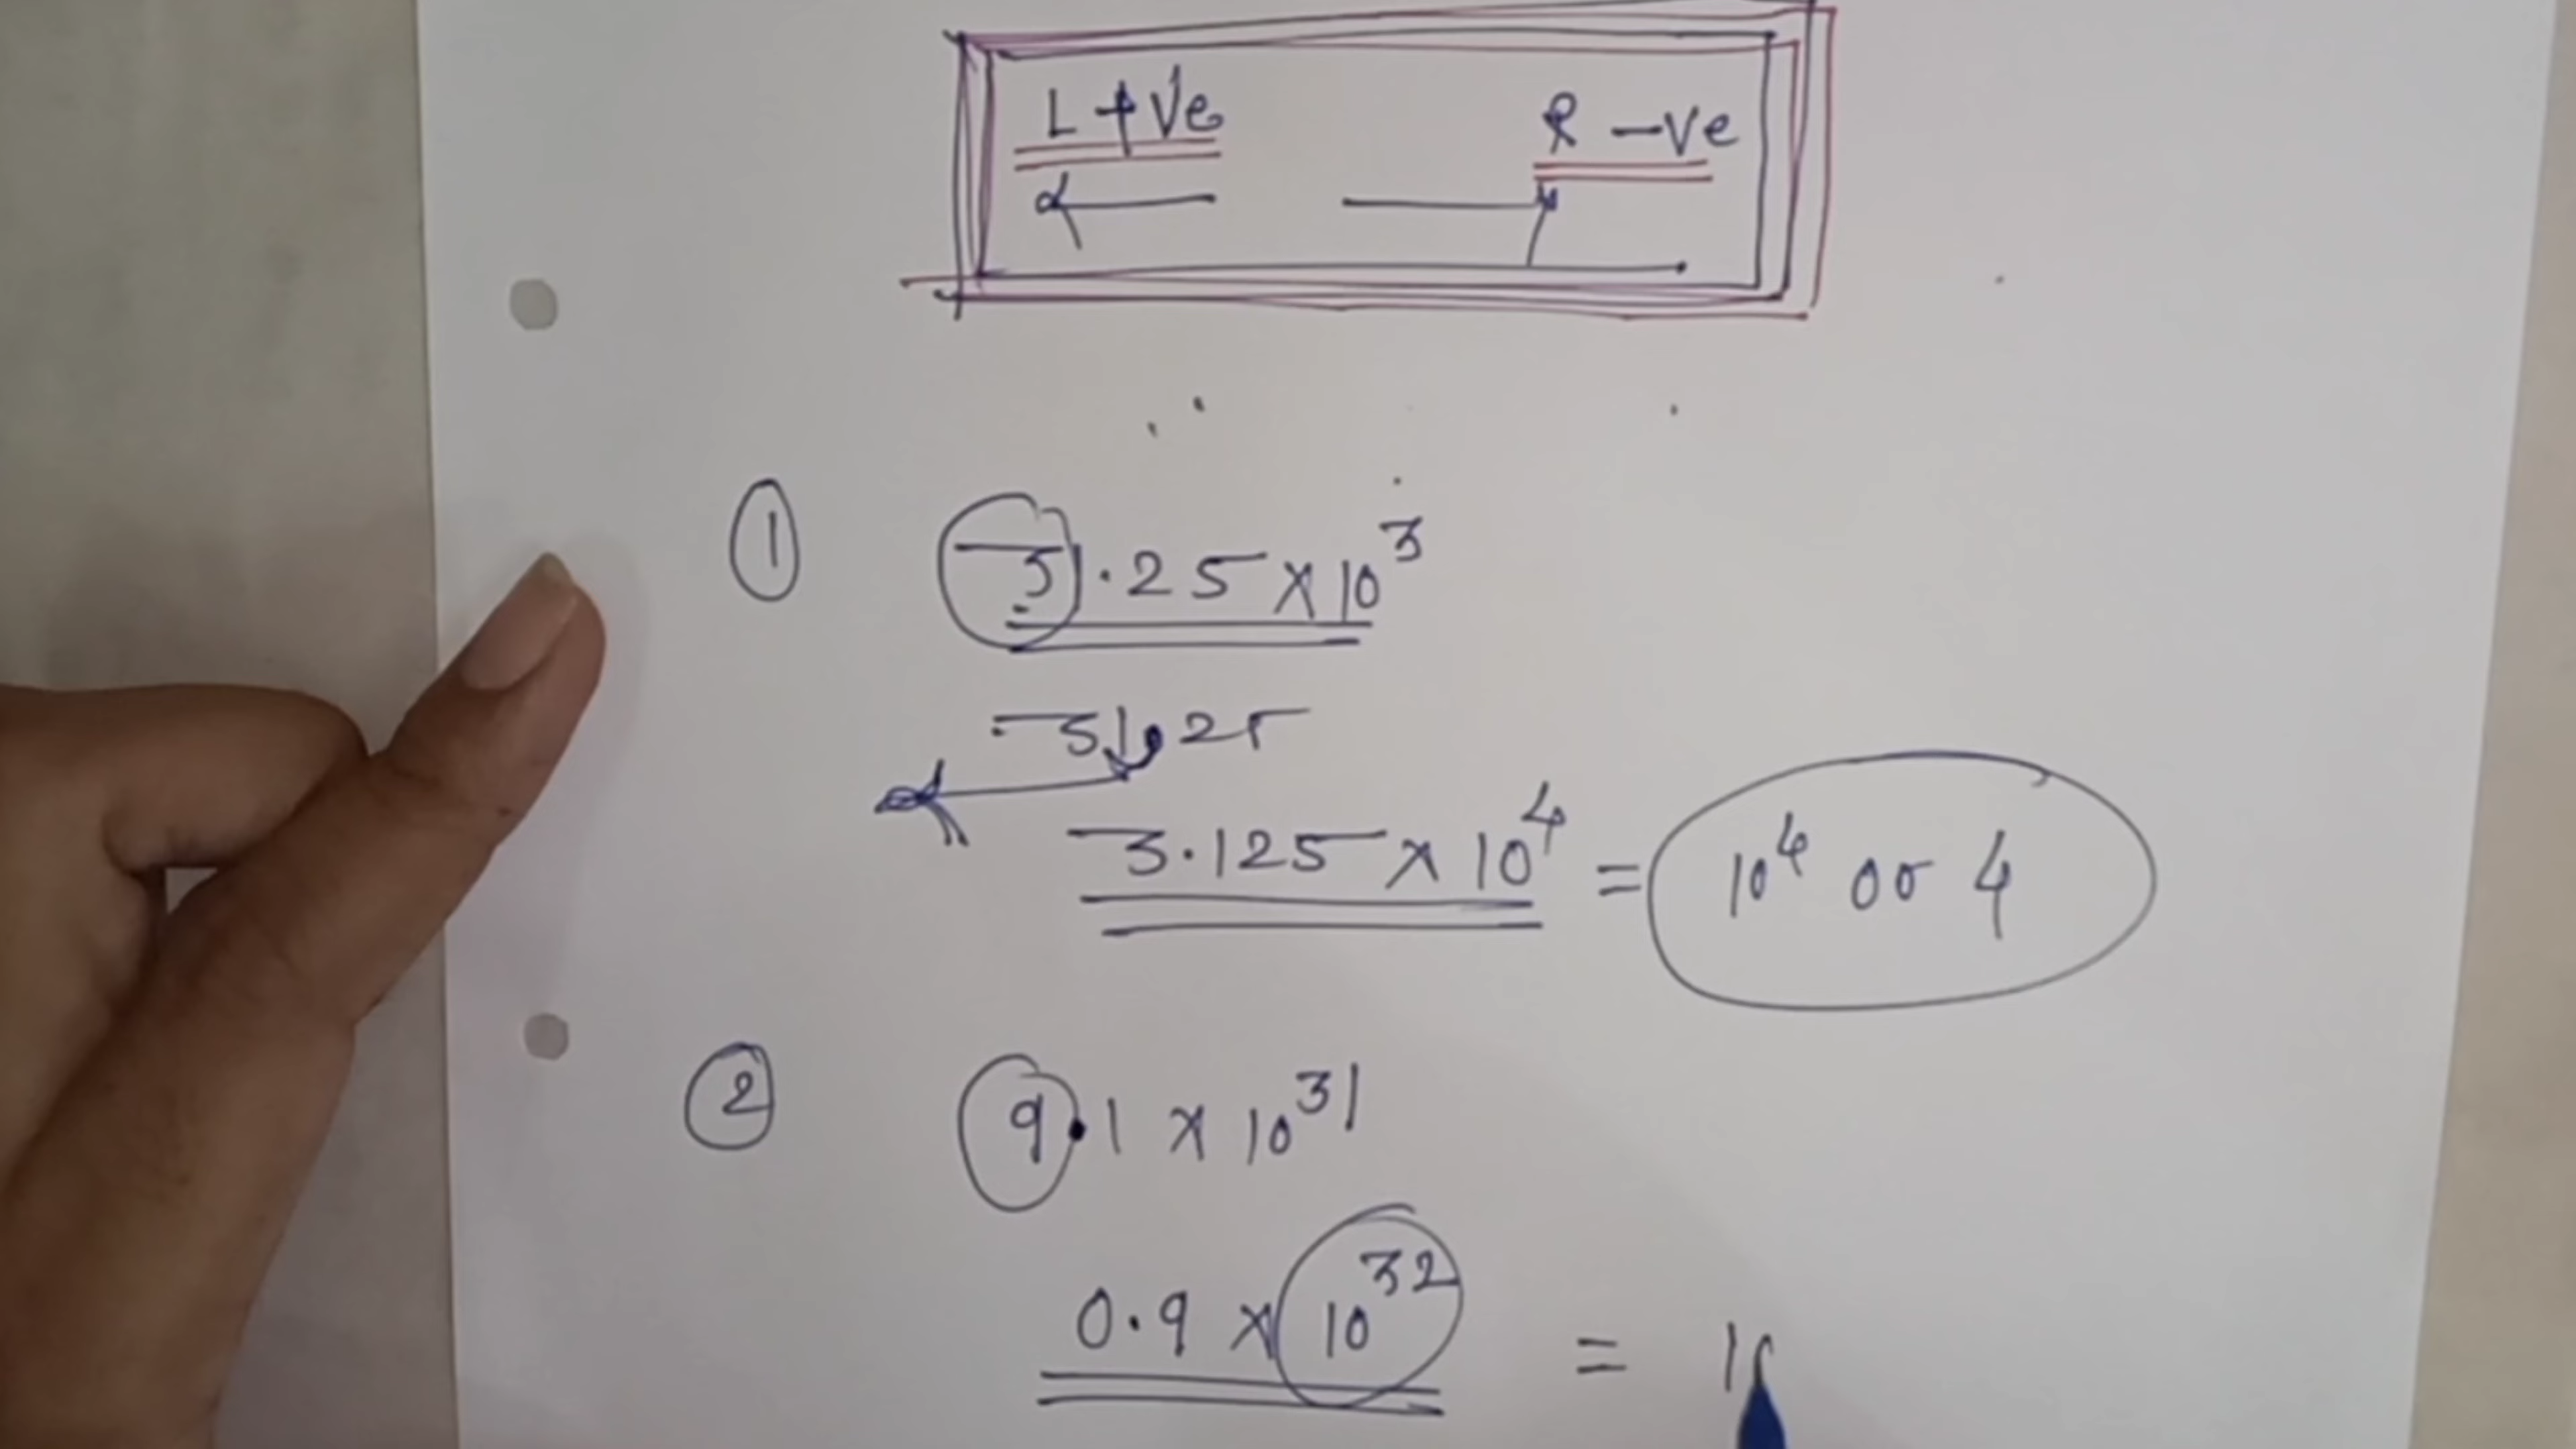 L +Ve R -Ve
① 31.25 × 10³
31.25
3.125 × 10⁴ = 10⁴ or 4
② 9.1 × 10³¹
0.9 × 10³² = 10